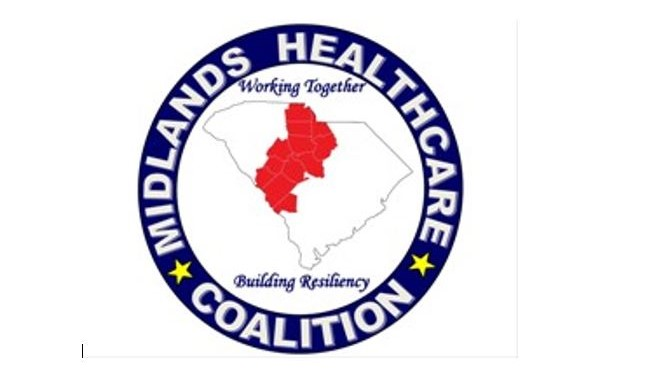 MIDLANDS HEALTHCARE
Working Together
Building Resiliency
COALITION